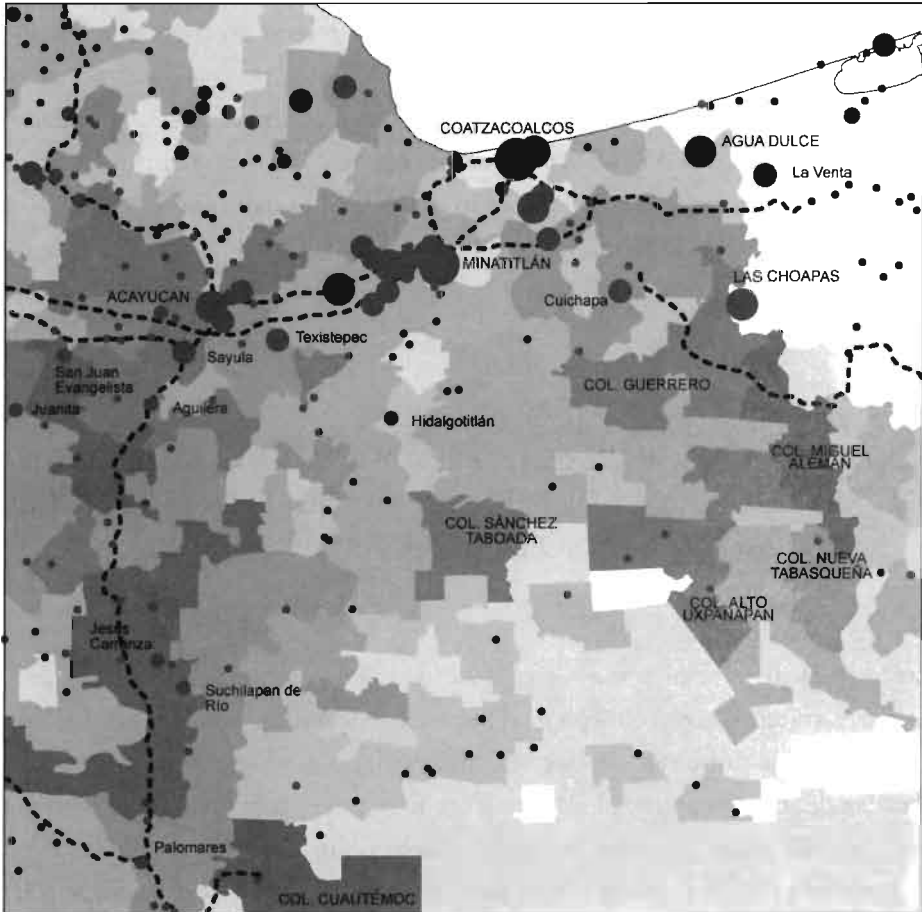 COATZACOALCOS
AGUA DULCE
La Venta
MINATITLÁN
LAS CHOAPAS
ACAYUCAN
Cuichapa
Texistepec
Sayula
San Juan
Evangelista
COL. GUERRERO
Juanita
Aguilera
Hidalgotitlán
COL. MIGUEL
ALEMÁN
COL. SÁNCHEZ
TABOADA
COL. NUEVA
TABASQUEÑA
COL. ALTO
UXPANAPAN
Jesús
Carranza
Suchilapan de
Río
Palomares
COL. CUAUTÉMOC